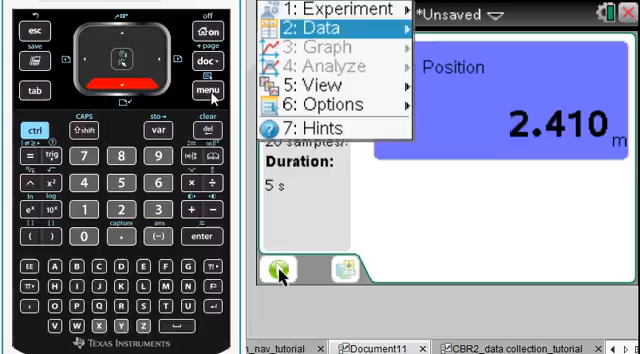 off
esc
on
save
+ page
doc
tab
menu
CAPS
sto→
clear
ctrl
shift
var
del
= trig 7 8 9
^ x² 4 5 6 × ÷
ln log
eˣ 10ˣ 1 2 3 + −
capture ans
( ) 0 . (−) enter
EE A B C D E F G ?!
π H I J K L M N
, O P Q R S T U
V W X Y Z
TEXAS INSTRUMENTS
*Unsaved
1: Experiment
2: Data
3: Graph
4: Analyze
5: View
6: Options
7: Hints
Position
2.410 m
20 samples/
Duration:
5 s
n_nav_tutorial
Document11
CBR2_data collection_tutorial